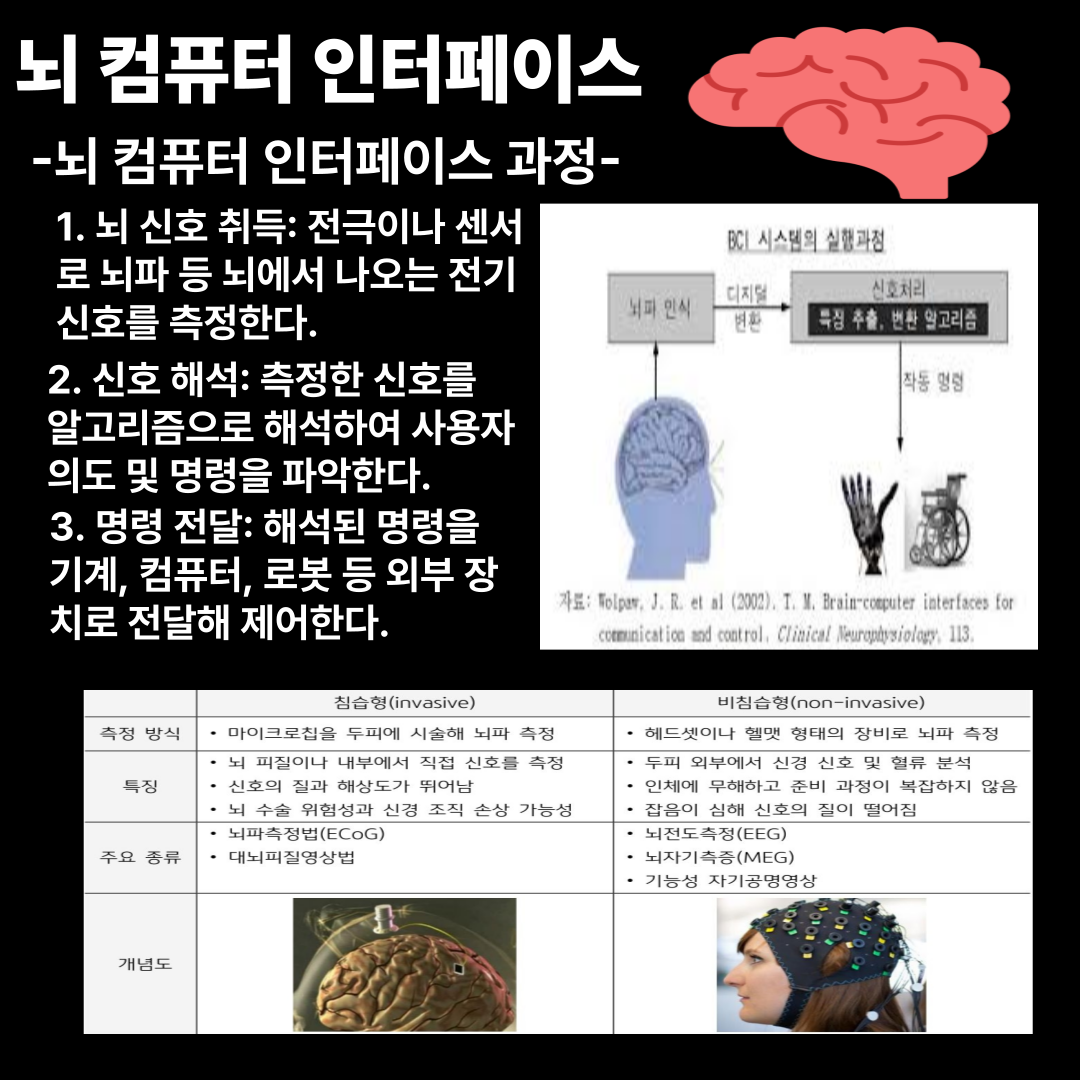 뇌 컴퓨터 인터페이스
-뇌 컴퓨터 인터페이스 과정-
1. 뇌 신호 취득: 전극이나 센서
로 뇌파 등 뇌에서 나오는 전기
신호를 측정한다.
2. 신호 해석: 측정한 신호를
알고리즘으로 해석하여 사용자
의도 및 명령을 파악한다.
3. 명령 전달: 해석된 명령을
기계, 컴퓨터, 로봇 등 외부 장
치로 전달해 제어한다.
BCI 시스템의 실행과정
뇌파 인식
디지털
변환
신호처리
특징 추출, 변환 알고리즘
작동 명령
자료: Wolpaw, J. R. et al (2002). T. M. Brain-computer interfaces for
communication and control. Clinical Neurophysiology, 113.
침습형(invasive)
비침습형(non-invasive)
측정 방식
• 마이크로칩을 두피에 시술해 뇌파 측정
• 헤드셋이나 헬맷 형태의 장비로 뇌파 측정
특징
• 뇌 피질이나 내부에서 직접 신호를 측정
• 신호의 질과 해상도가 뛰어남
• 뇌 수술 위험성과 신경 조직 손상 가능성
• 두피 외부에서 신경 신호 및 혈류 분석
• 인체에 무해하고 준비 과정이 복잡하지 않음
• 잡음이 심해 신호의 질이 떨어짐
주요 종류
• 뇌파측정법(ECoG)
• 대뇌피질영상법
• 뇌전도측정(EEG)
• 뇌자기측증(MEG)
• 기능성 자기공명영상
개념도